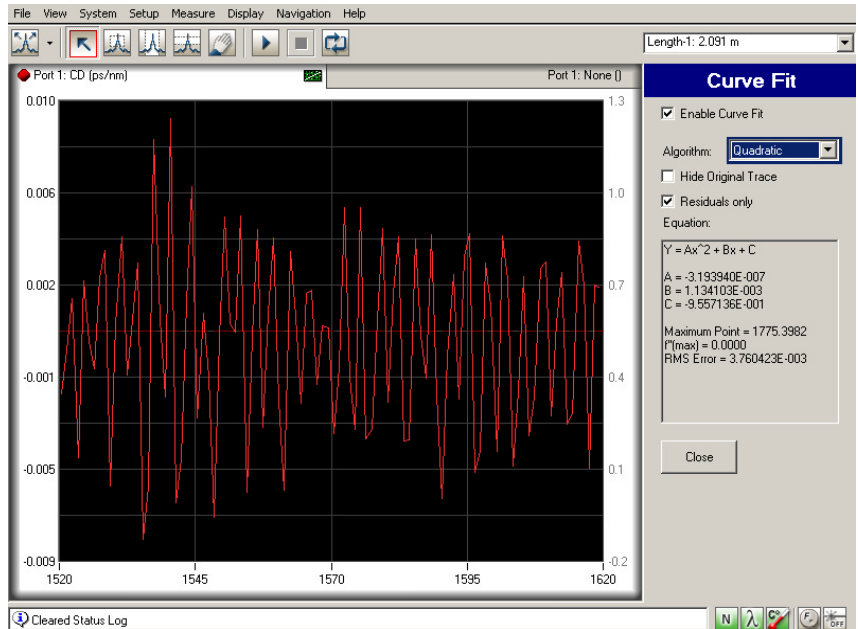 File View System Setup Measure Display Navigation Help
Length-1: 2.091 m
Port 1: CD (ps/nm)
Port 1: None ()
0.010
0.006
0.002
-0.001
-0.005
-0.009
1.3
1.0
0.7
0.4
0.1
-0.2
1520 1545 1570 1595 1620
Curve Fit
Enable Curve Fit
Algorithm: Quadratic
Hide Original Trace
Residuals only
Equation:
Y = Ax^2 + Bx + C
A = -3.193940E-007
B = 1.134103E-003
C = -9.557136E-001
Maximum Point = 1775.3982
f''(max) = 0.0000
RMS Error = 3.760423E-003
Close
Cleared Status Log
N λ
OFF